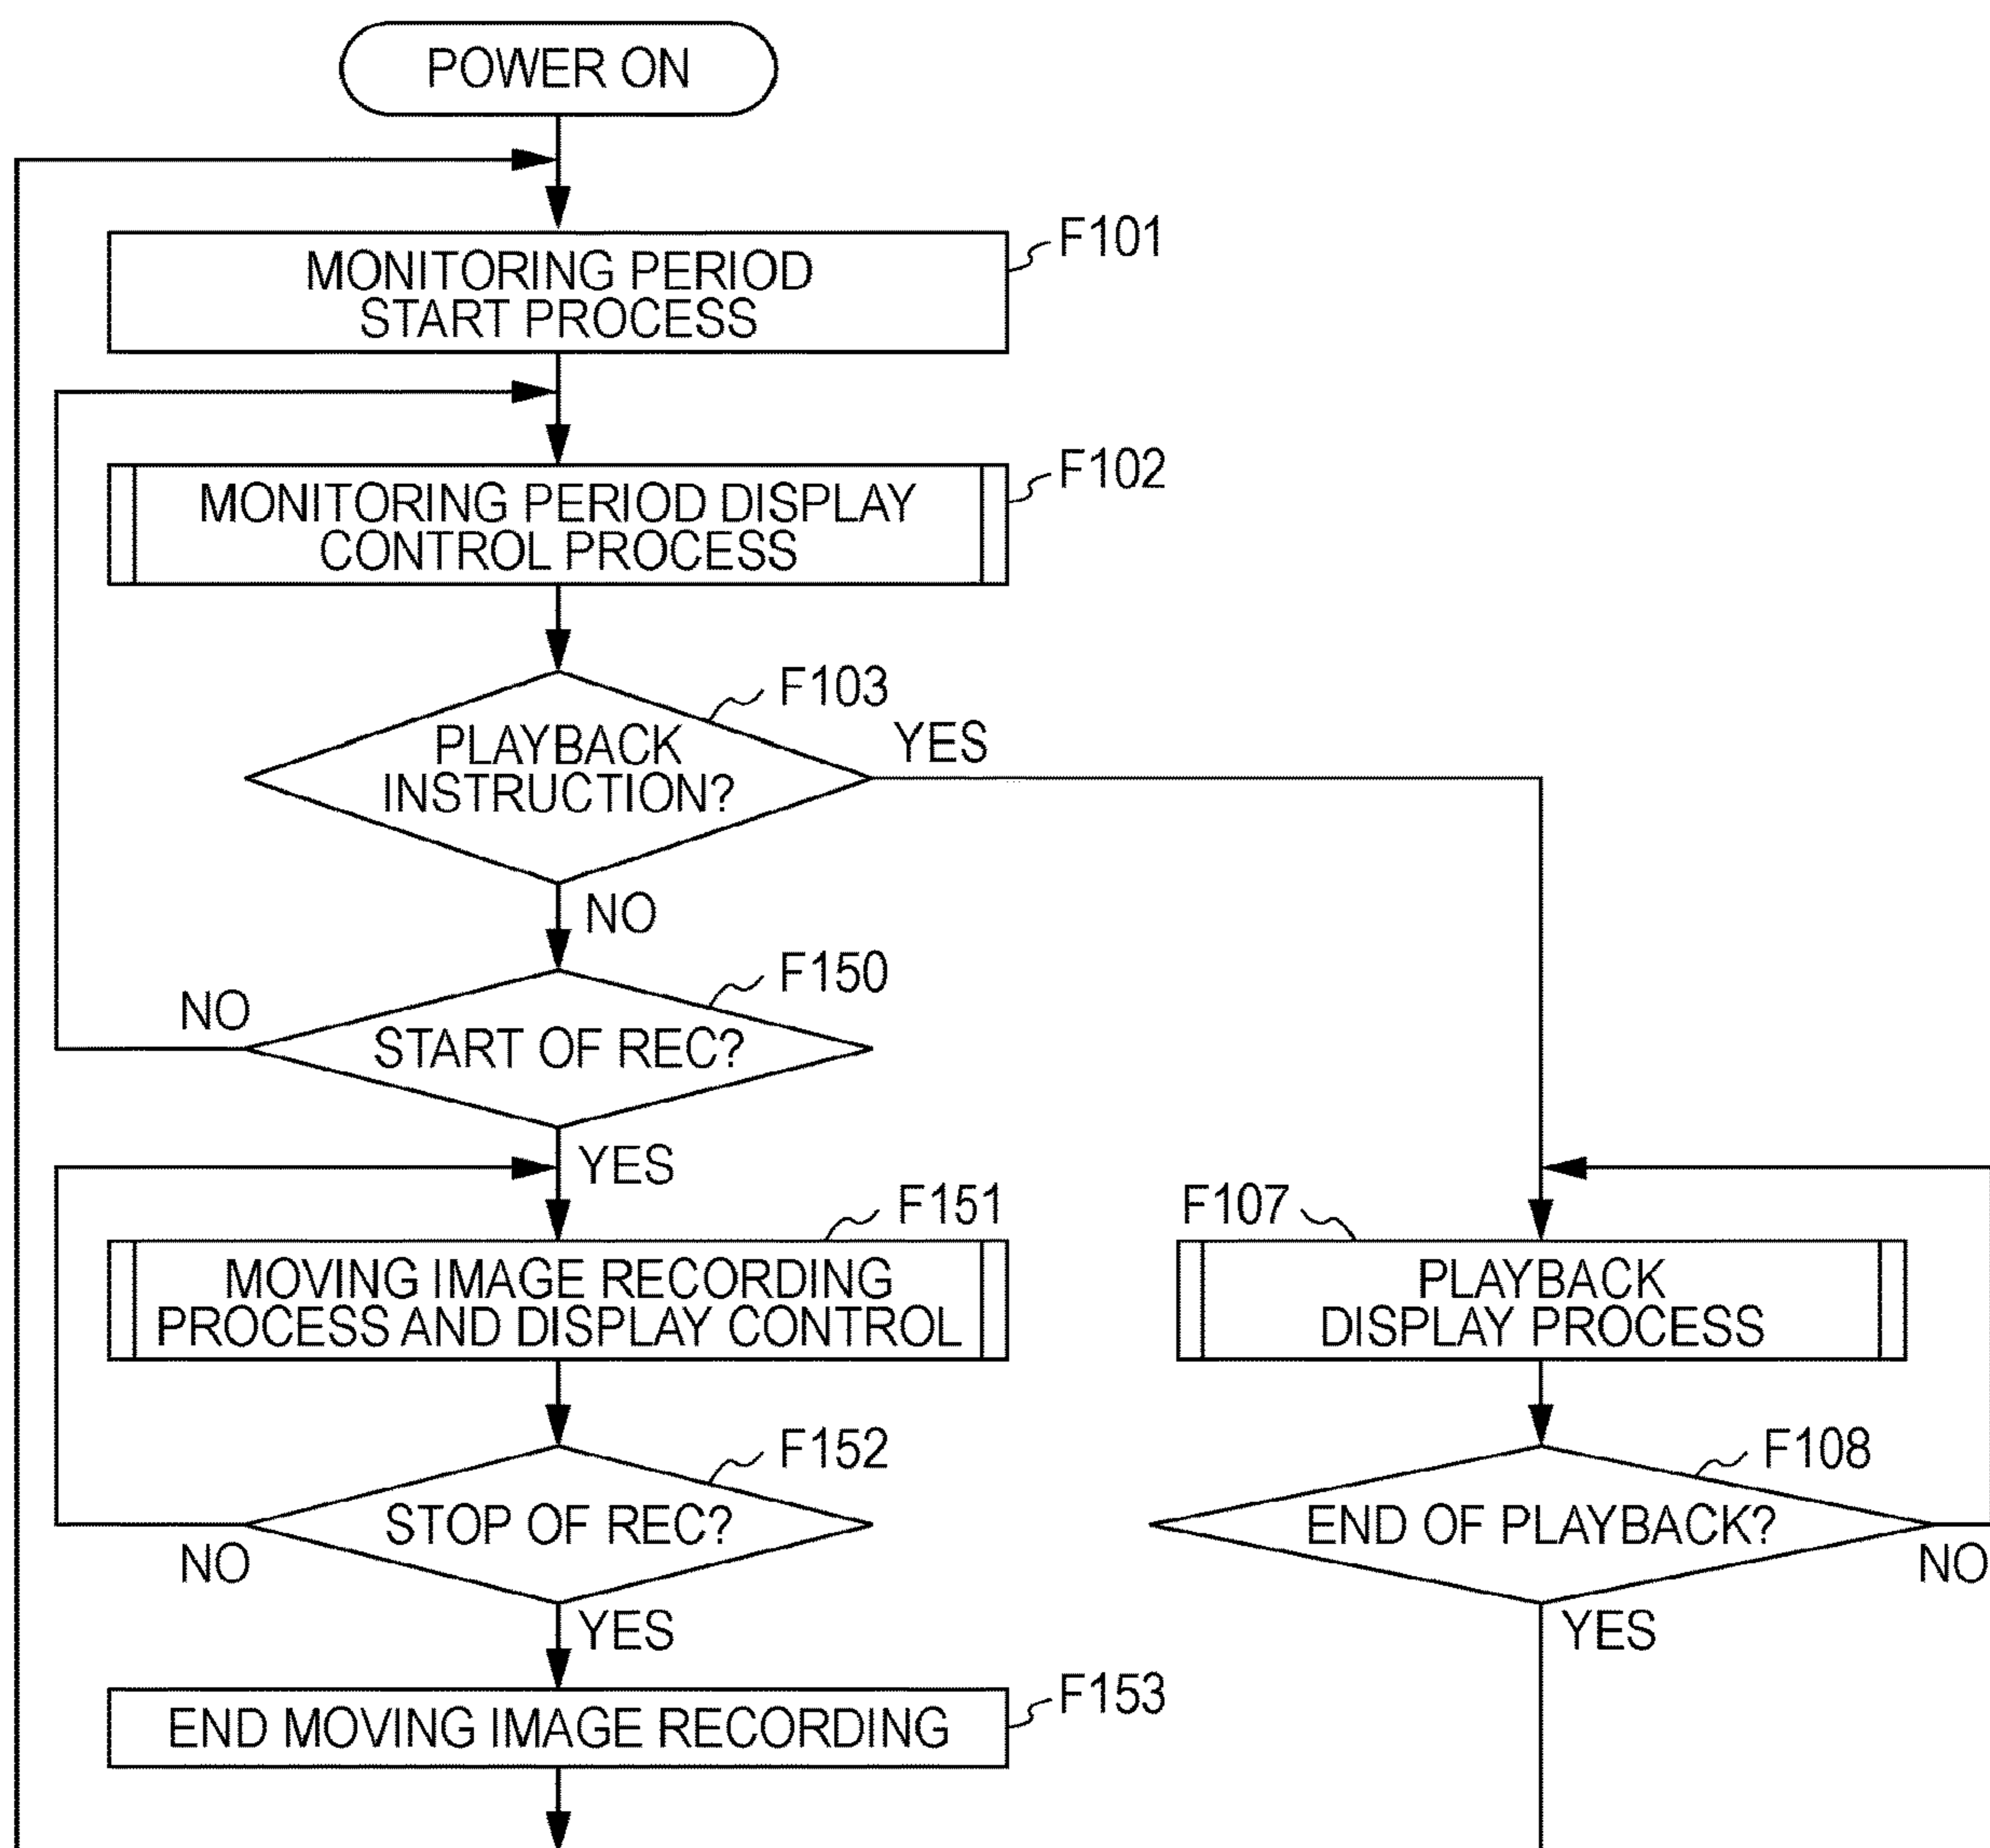 POWER ON
F101
MONITORING PERIOD
START PROCESS
F102
MONITORING PERIOD DISPLAY
CONTROL PROCESS
F103
PLAYBACK
INSTRUCTION?
YES
NO
F150
NO
START OF REC?
YES
F151
MOVING IMAGE RECORDING
PROCESS AND DISPLAY CONTROL
F107
PLAYBACK
DISPLAY PROCESS
F152
STOP OF REC?
NO
YES
F108
END OF PLAYBACK?
NO
YES
F153
END MOVING IMAGE RECORDING